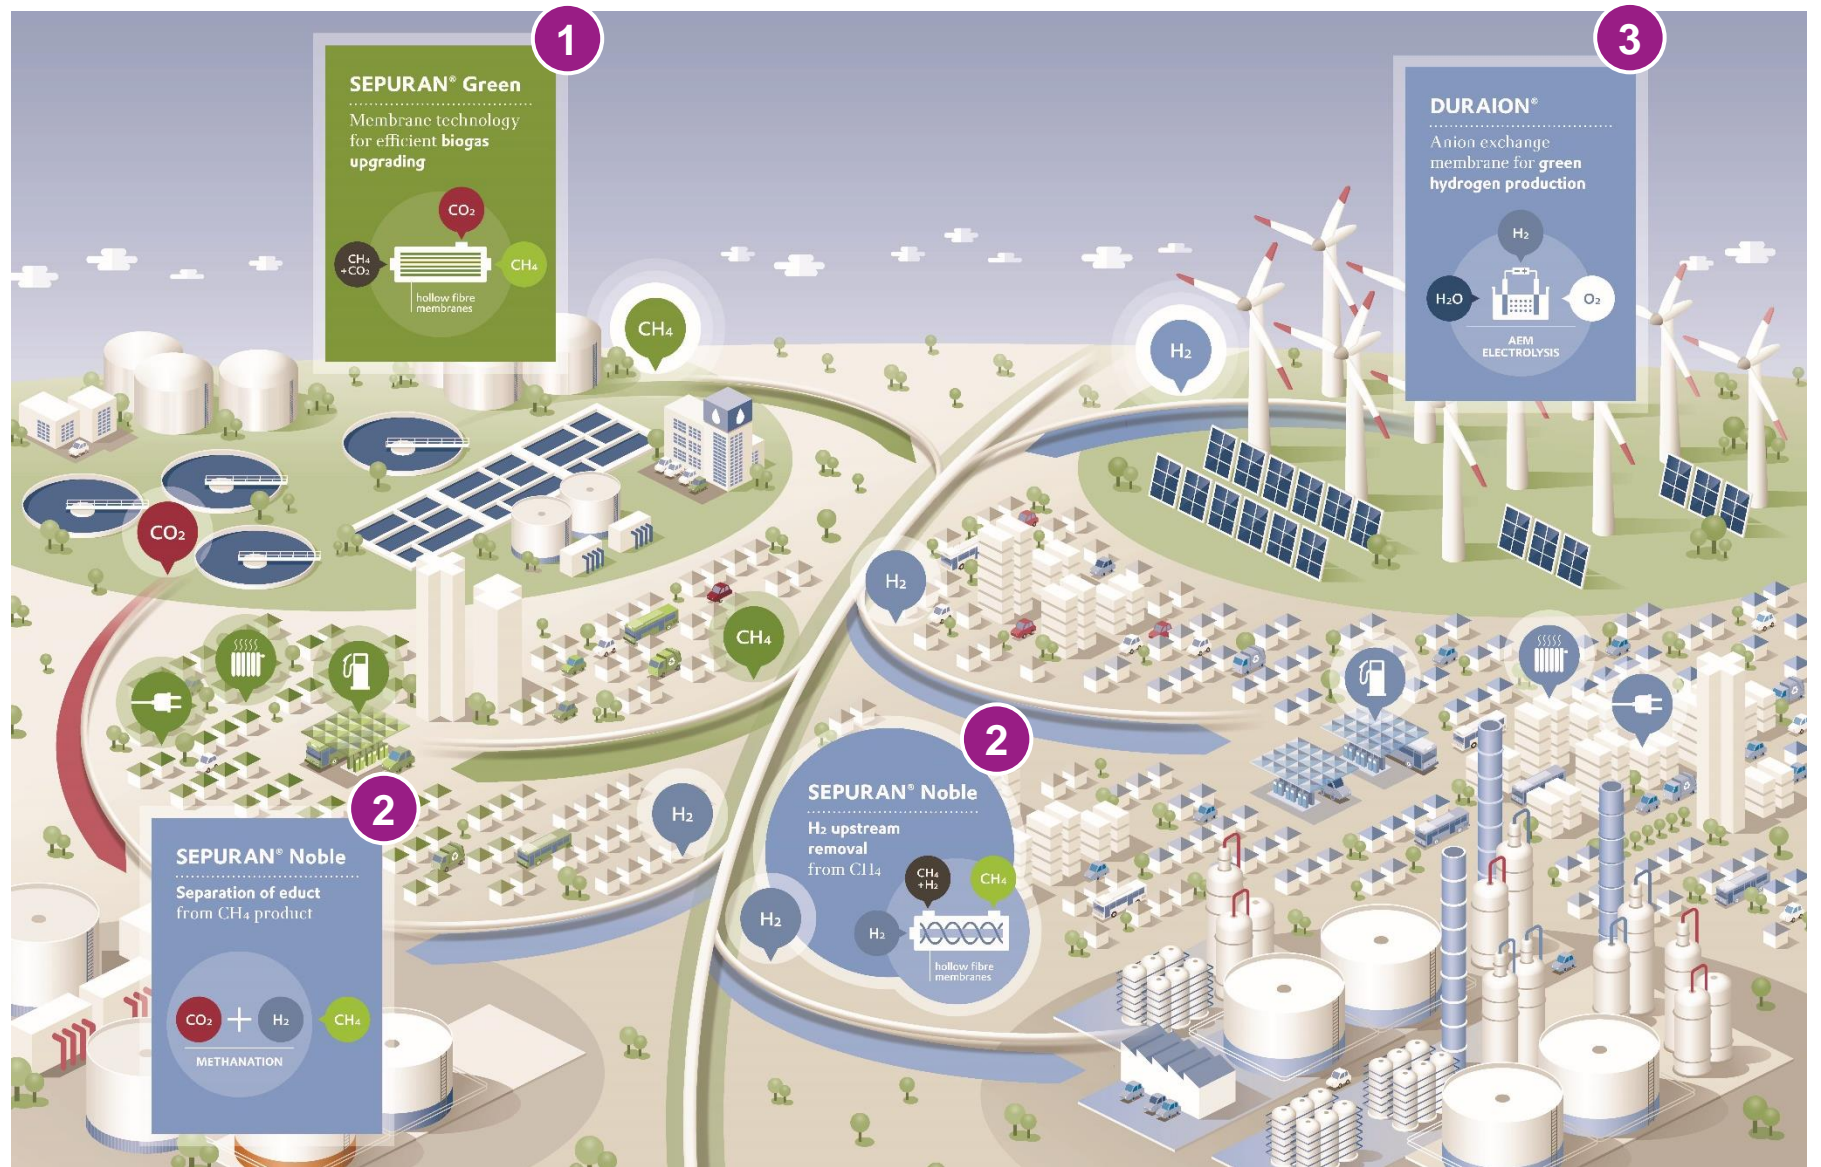 1
SEPURAN® Green
Membrane technology
for efficient biogas
upgrading
CO₂
CH₄
+CO₂
CH₄
hollow fibre
membranes
3
DURAION®
Anion exchange
membrane for green
hydrogen production
H₂
H₂O
O₂
AEM
ELECTROLYSIS
CH₄
H₂
CO₂
H₂
CH₄
H₂
2
SEPURAN® Noble
Separation of educt
from CH₄ product
CO₂ + H₂
CH₄
METHANATION
2
SEPURAN® Noble
H₂ upstream
removal
from CH₄
CH₄
+H₂
CH₄
H₂
hollow fibre
membranes
H₂